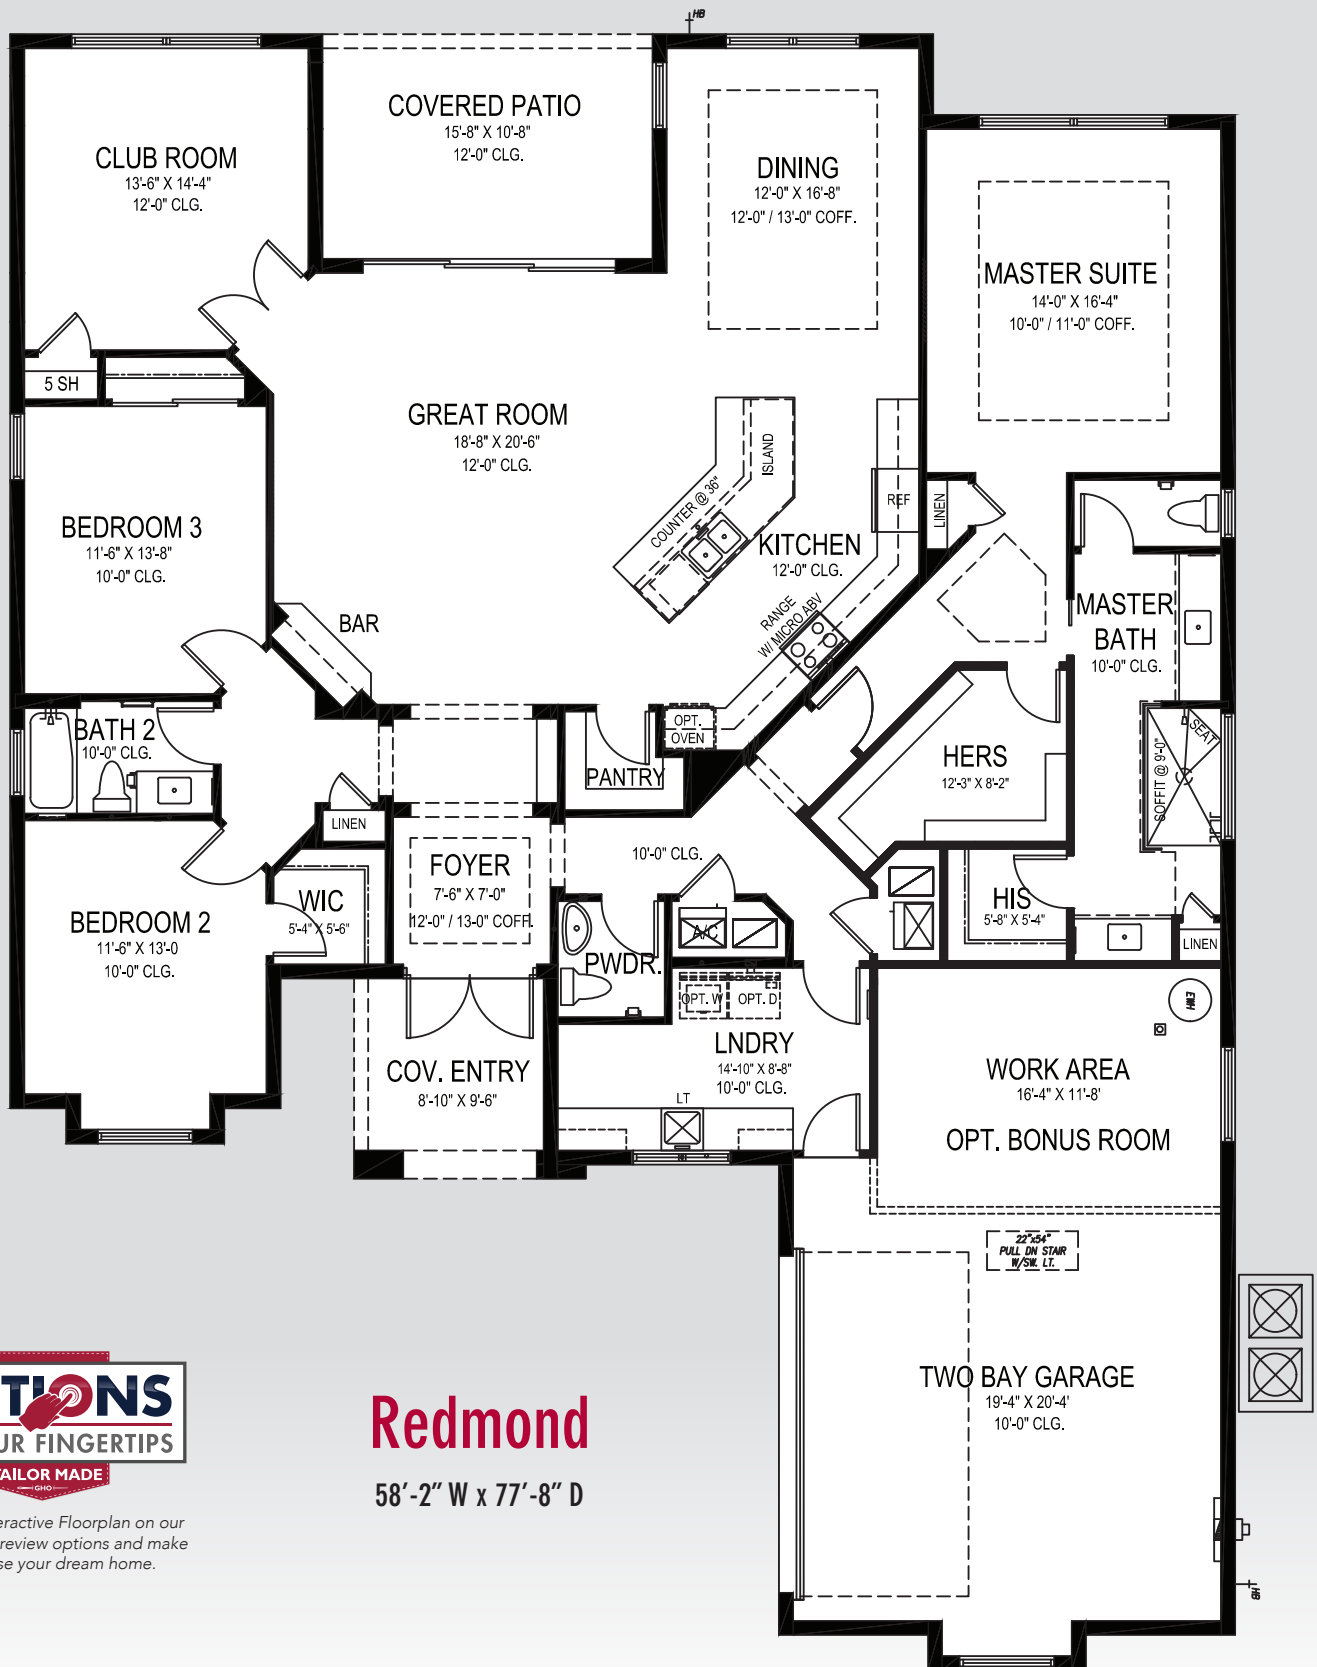 HB
COVERED PATIO
15'-8" X 10'-8"
12'-0" CLG.
CLUB ROOM
13'-6" X 14'-4"
12'-0" CLG.
DINING
12'-0" X 16'-8"
12'-0" / 13'-0" COFF.
MASTER SUITE
14'-0" X 16'-4"
10'-0" / 11'-0" COFF.
5 SH
GREAT ROOM
18'-8" X 20'-6"
12'-0" CLG.
ISLAND
COUNTER @ 36"
REF
LINEN
KITCHEN
12'-0" CLG.
RANGE
W/ MICRO ABV
BEDROOM 3
11'-6" X 13'-8"
10'-0" CLG.
BAR
MASTER
BATH
10'-0" CLG.
BATH 2
10'-0" CLG.
OPT.
OVEN
PANTRY
HERS
12'-3" X 8'-2"
SEAT
SOFFIT @ 9'-0"
LINEN
FOYER
7'-6" X 7'-0"
12'-0" / 13-0" COFF.
10'-0" CLG.
WIC
5'-4" X 5'-6"
BEDROOM 2
11'-6" X 13'-0
10'-0" CLG.
HIS
5'-8" X 5'-4"
LINEN
A/C
PWDR.
OPT. W
OPT. D
LNDRY
14'-10" X 8'-8"
10'-0" CLG.
LT
COV. ENTRY
8'-10" X 9'-6"
EWH
WORK AREA
16'-4" X 11'-8'
OPT. BONUS ROOM
22"x54"
PULL DN STAIR
W/SW. LT.
TWO BAY GARAGE
19'-4" X 20'-4'
10'-0" CLG.
HB
TIONS
UR FINGERTIPS
TAILOR MADE
GHO
eractive Floorplan on our
review options and make
se your dream home.
Redmond
58'-2" W x 77'-8" D